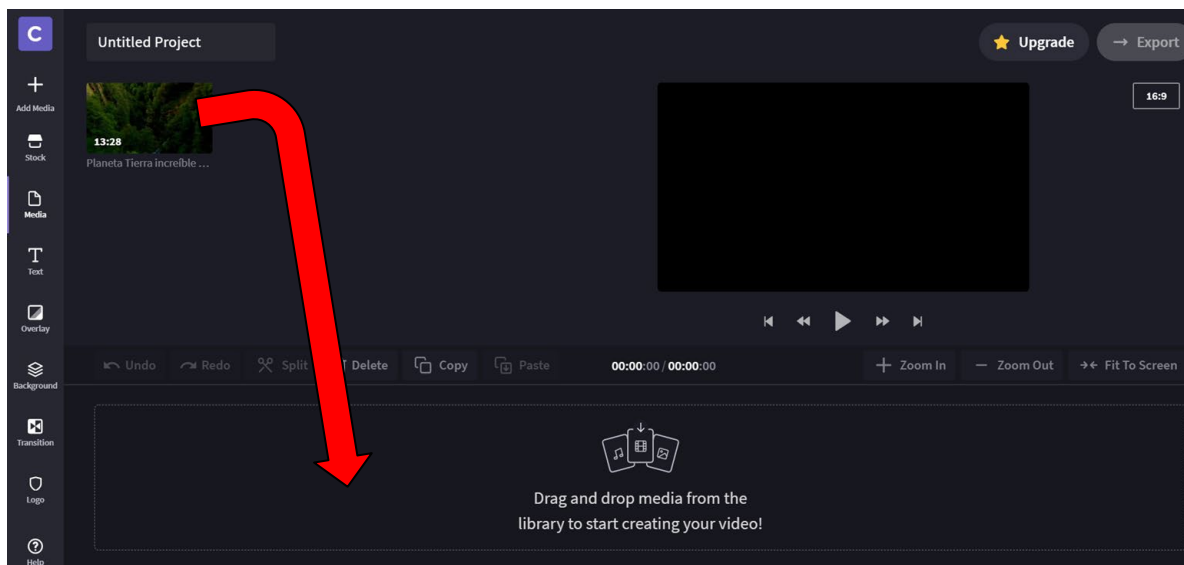 C
Untitled Project
Upgrade
Export
Add Media
Stock
Media
Text
Overlay
Background
Transition
Logo
Help
13:28
Planeta Tierra increíble ...
16:9
Undo
Redo
Split
Delete
Copy
Paste
00:00:00 / 00:00:00
Zoom In
Zoom Out
Fit To Screen
Drag and drop media from the
library to start creating your video!